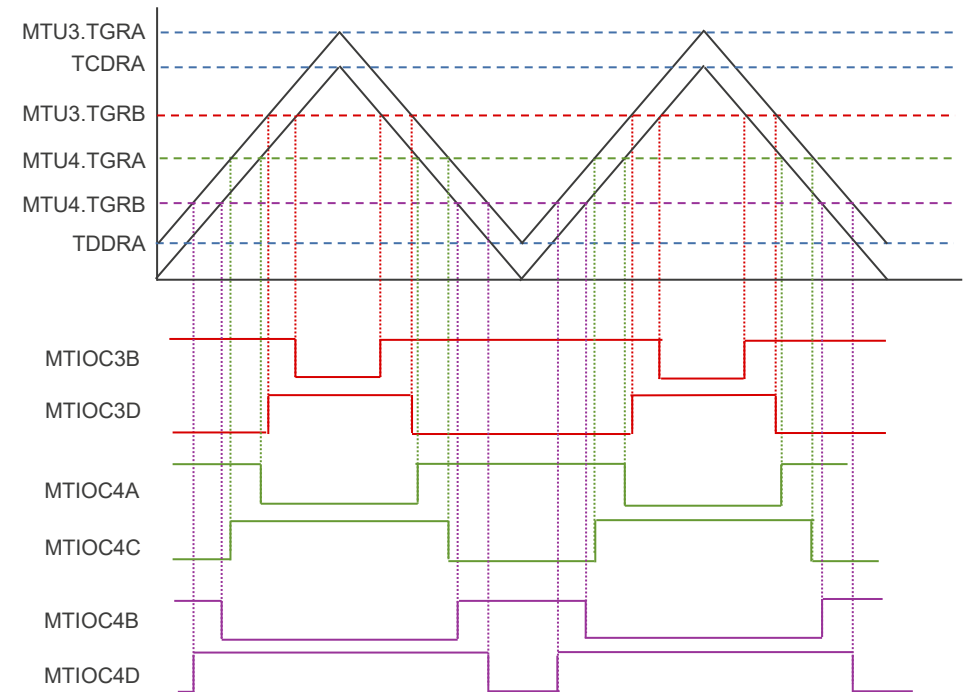 MTU3.TGRA
TCDRA
MTU3.TGRB
MTU4.TGRA
MTU4.TGRB
TDDRA
MTIOC3B
MTIOC3D
MTIOC4A
MTIOC4C
MTIOC4B
MTIOC4D